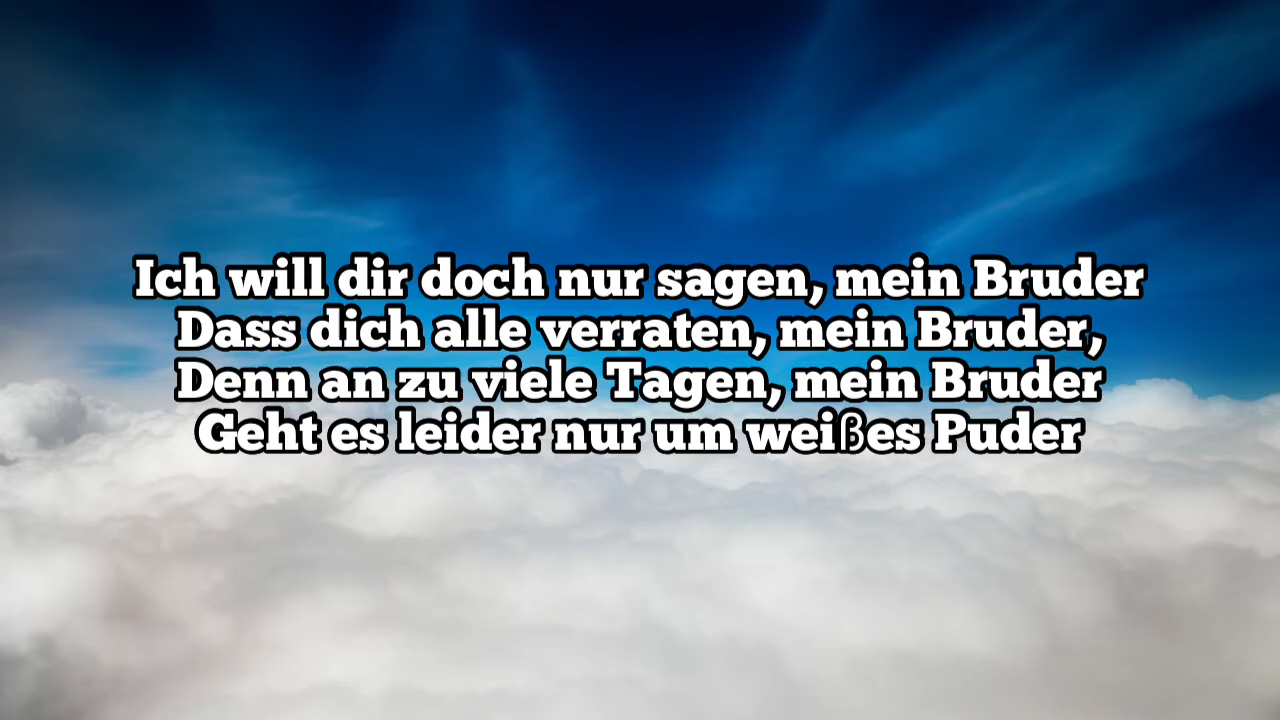 Ich will dir doch nur sagen, mein Bruder
Dass dich alle verraten, mein Bruder,
Denn an zu viele Tagen, mein Bruder
Geht es leider nur um weißes Puder